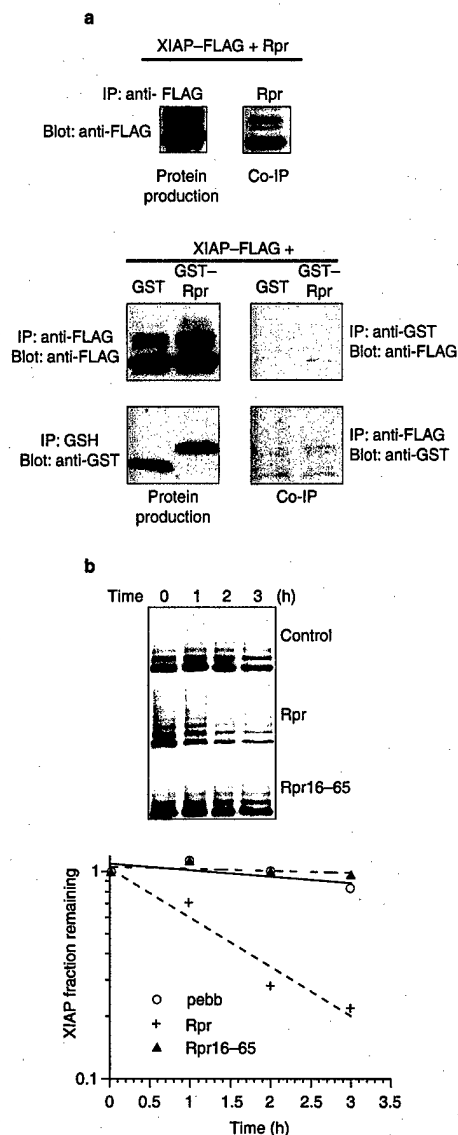 a
XIAP–FLAG + Rpr
IP: anti- FLAG Rpr
Blot: anti-FLAG
Protein production
Co-IP
XIAP–FLAG +
GST GST–Rpr GST GST–Rpr
IP: anti-FLAG
Blot: anti-FLAG
IP: anti-GST
Blot: anti-FLAG
IP: GSH
Blot: anti-GST
IP: anti-FLAG
Blot: anti-GST
Protein production
Co-IP
b
Time 0 1 2 3 (h)
Control
Rpr
Rpr16–65
XIAP fraction remaining
1
0.1
pebb
Rpr
Rpr16–65
0 0.5 1 1.5 2 2.5 3 3.5
Time (h)